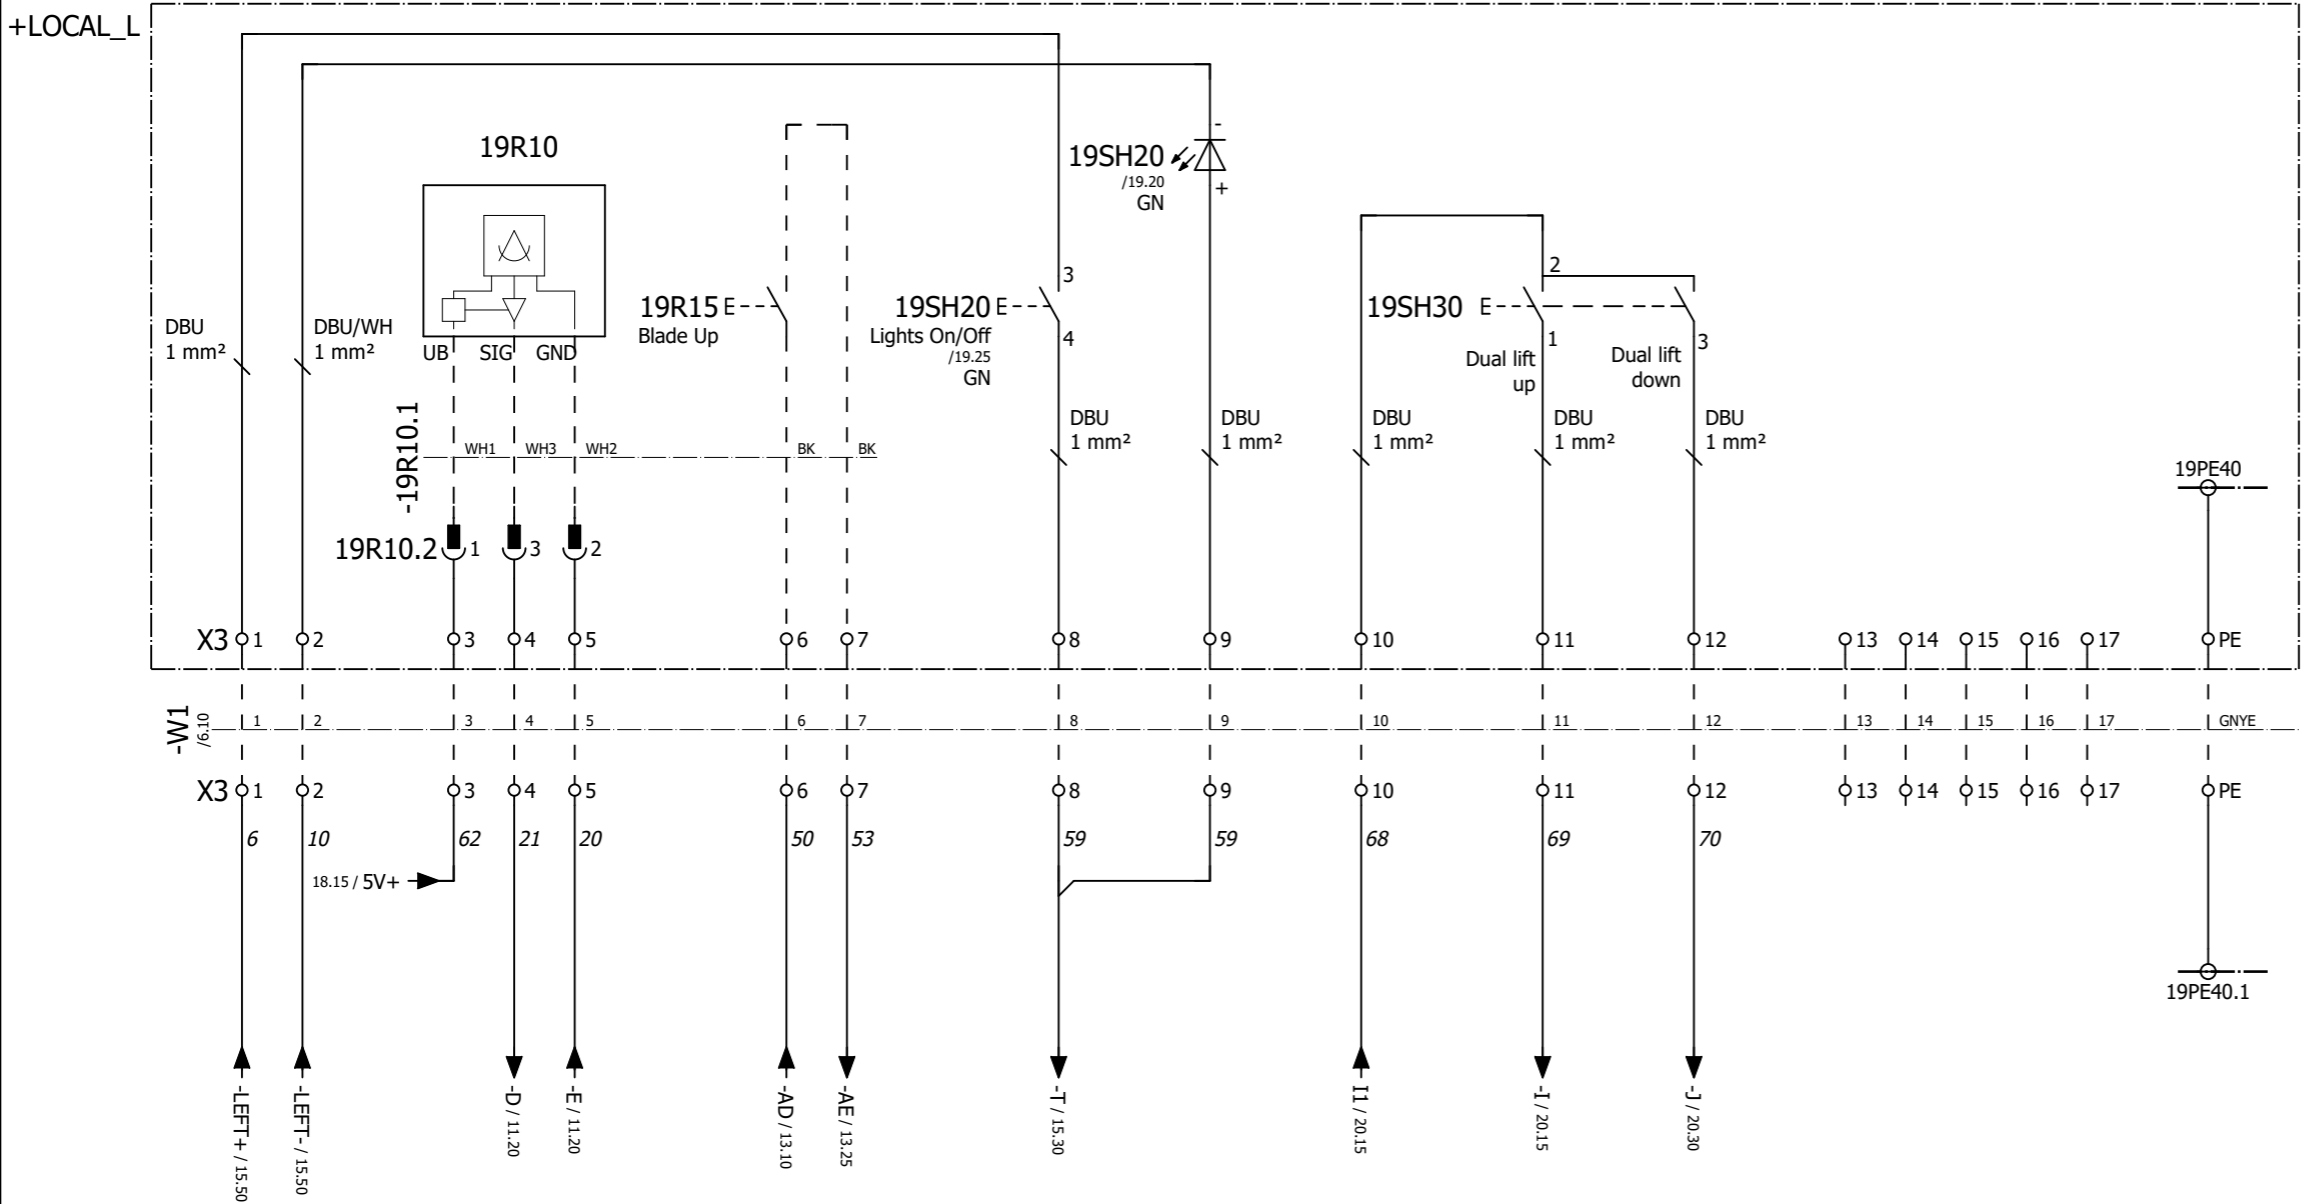 +LOCAL_L
19R10
-
19SH20
/19.20
GN
+
DBU
1 mm²
DBU/WH
1 mm²
UB
SIG
GND
19R15 E
Blade Up
19SH20 E
Lights On/Off
/19.25
GN
3
4
19SH30 E
2
1
3
Dual lift
up
Dual lift
down
-19R10.1
WH1
WH3
WH2
BK
BK
DBU
1 mm²
DBU
1 mm²
DBU
1 mm²
DBU
1 mm²
DBU
1 mm²
19PE40
19R10.2
1
3
2
X3 1 2 3 4 5 6 7 8 9 10 11 12 13 14 15 16 17 PE
-W1
/6.10
1 2 3 4 5 6 7 8 9 10 11 12 13 14 15 16 17 GNYE
X3 1 2 3 4 5 6 7 8 9 10 11 12 13 14 15 16 17 PE
6 10 62 21 20 50 53 59 59 68 69 70
18.15 / 5V+
19PE40.1
-LEFT+ / 15.50
-LEFT- / 15.50
-D / 11.20
-E / 11.20
-AD / 13.10
-AE / 13.25
-T / 15.30
I1 / 20.15
-I / 20.15
-J / 20.30